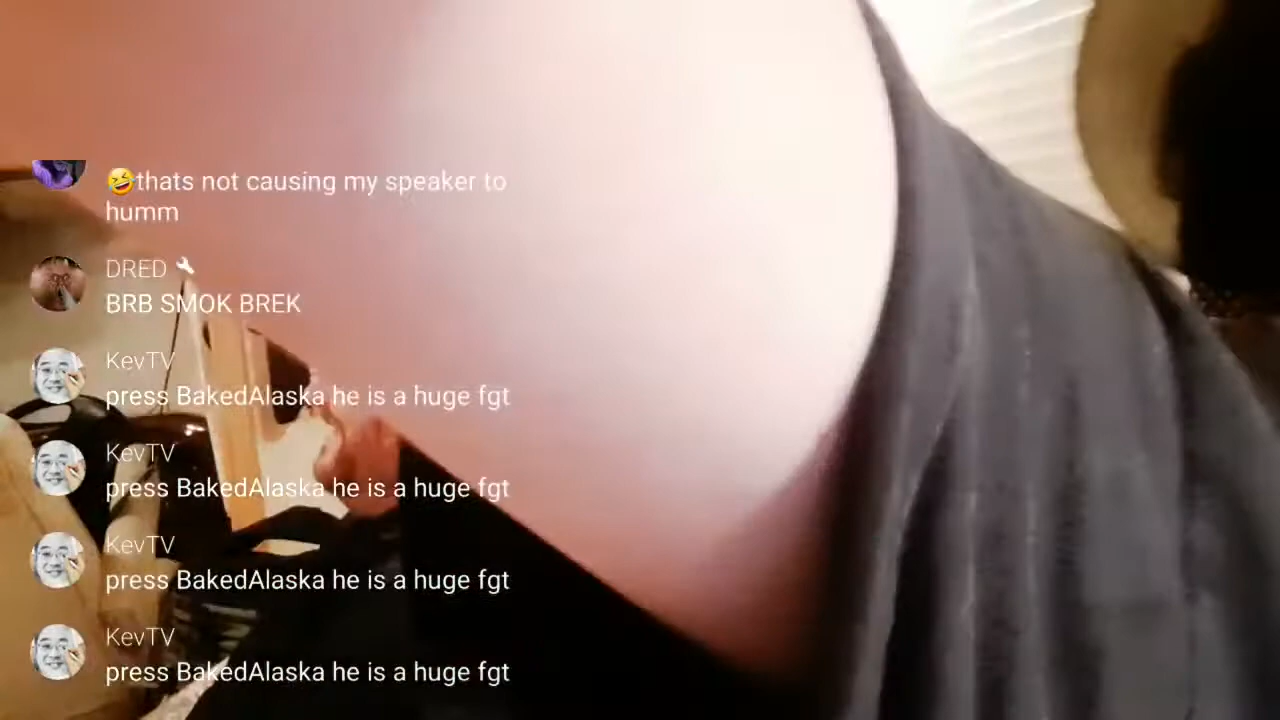 🤣thats not causing my speaker to
humm
DRED 🔧
BRB SMOK BREK
KevTV
press BakedAlaska he is a huge fgt
KevTV
press BakedAlaska he is a huge fgt
KevTV
press BakedAlaska he is a huge fgt
KevTV
press BakedAlaska he is a huge fgt